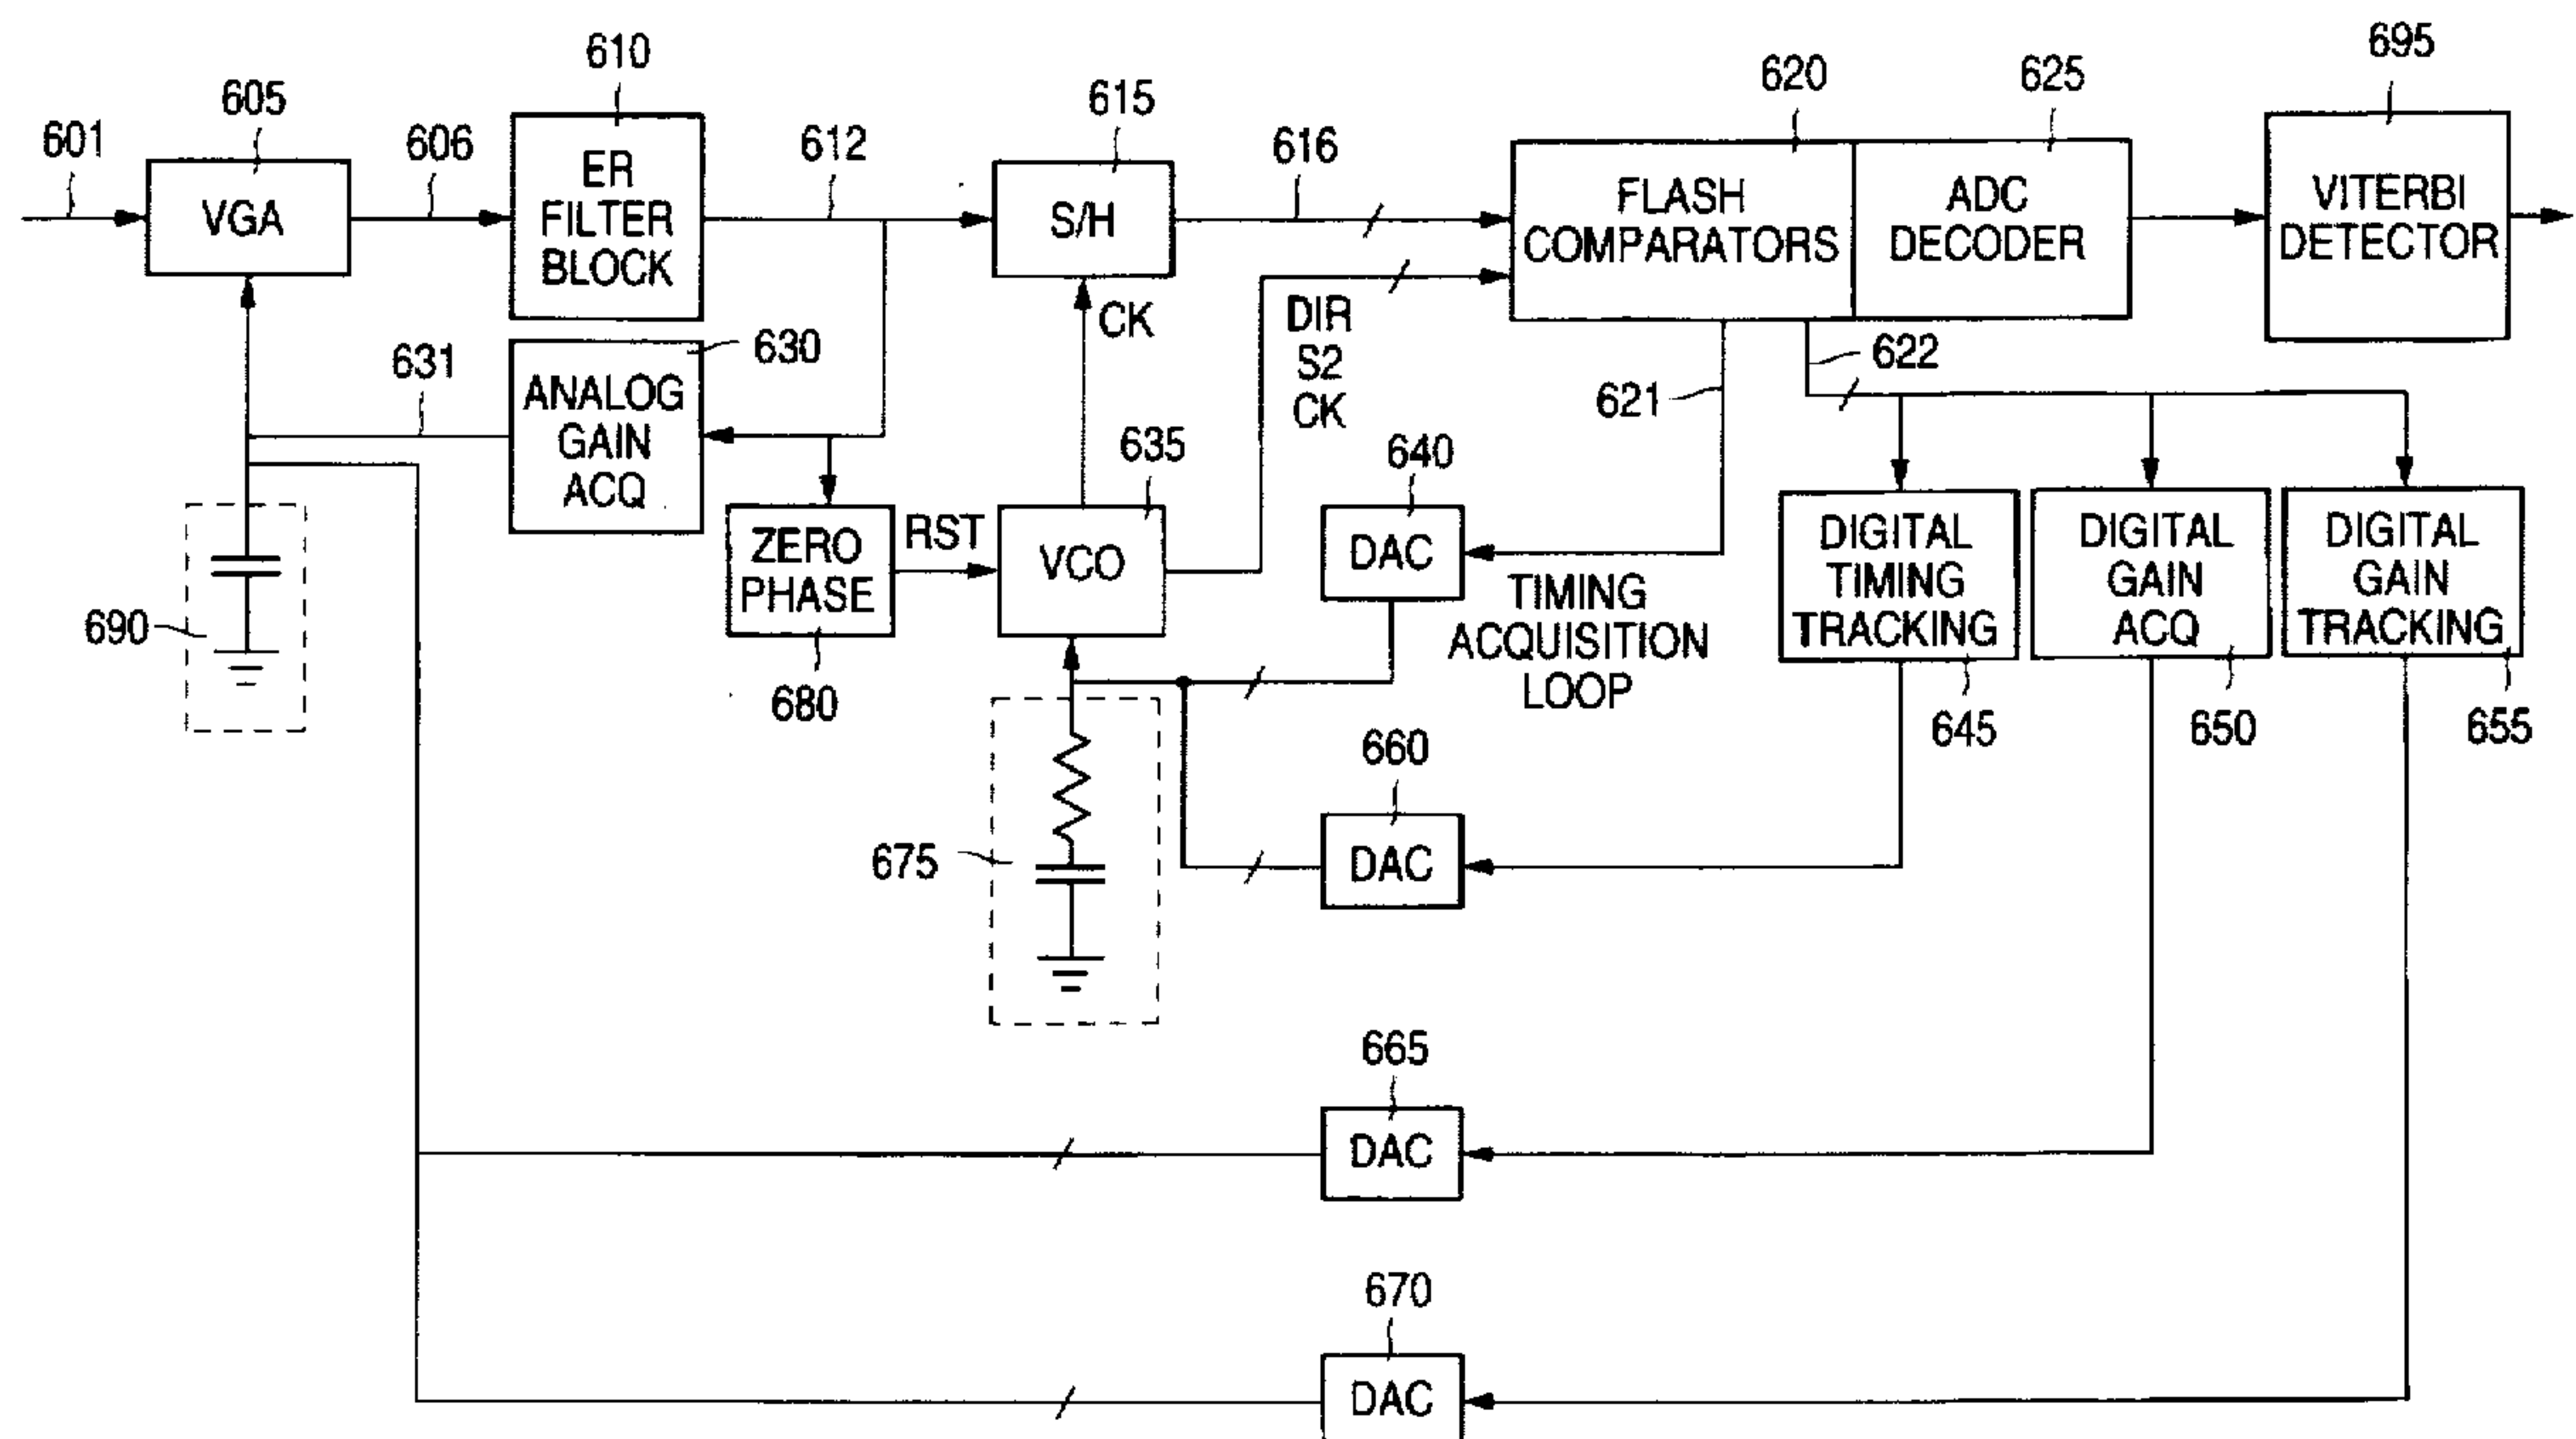 695
610
620
625
605
615
601
606
612
616
VGA
ER
FILTER
BLOCK
S/H
FLASH
COMPARATORS
ADC
DECODER
VITERBI
DETECTOR
CK
DIR
S2
CK
630
631
ANALOG
GAIN
ACQ
622
621
635
640
ZERO
PHASE
RST
VCO
DAC
TIMING
ACQUISITION
LOOP
DIGITAL
TIMING
TRACKING
DIGITAL
GAIN
ACQ
DIGITAL
GAIN
TRACKING
690
680
645
650
655
660
675
DAC
665
DAC
670
DAC